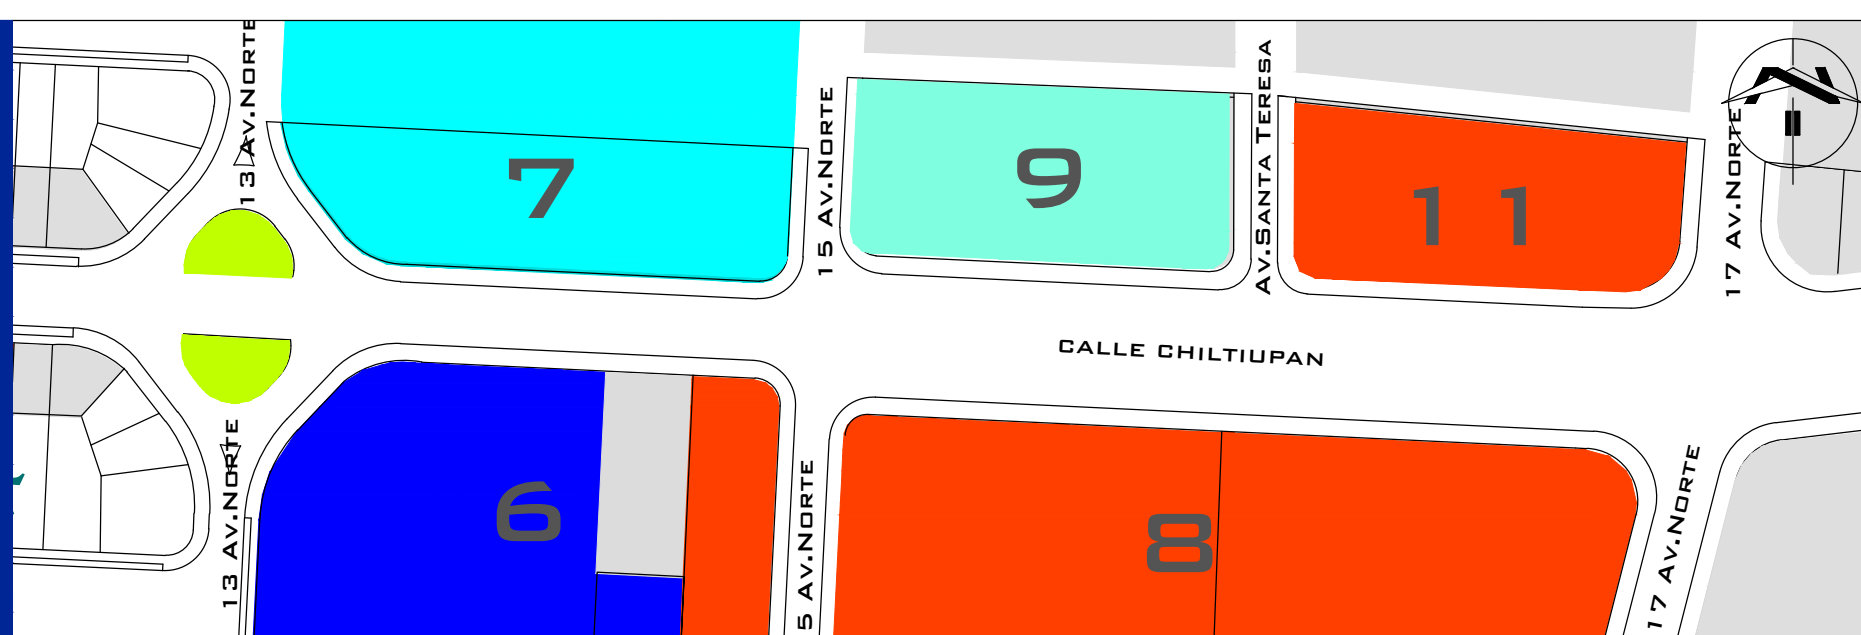 13 Av.Norte
7
15 Av.Norte
9
Av.Santa Teresa
11
17 Av.Norte
Calle Chiltiupan
13 Av.Norte
6
5 Av.Norte
8
17 Av.Norte